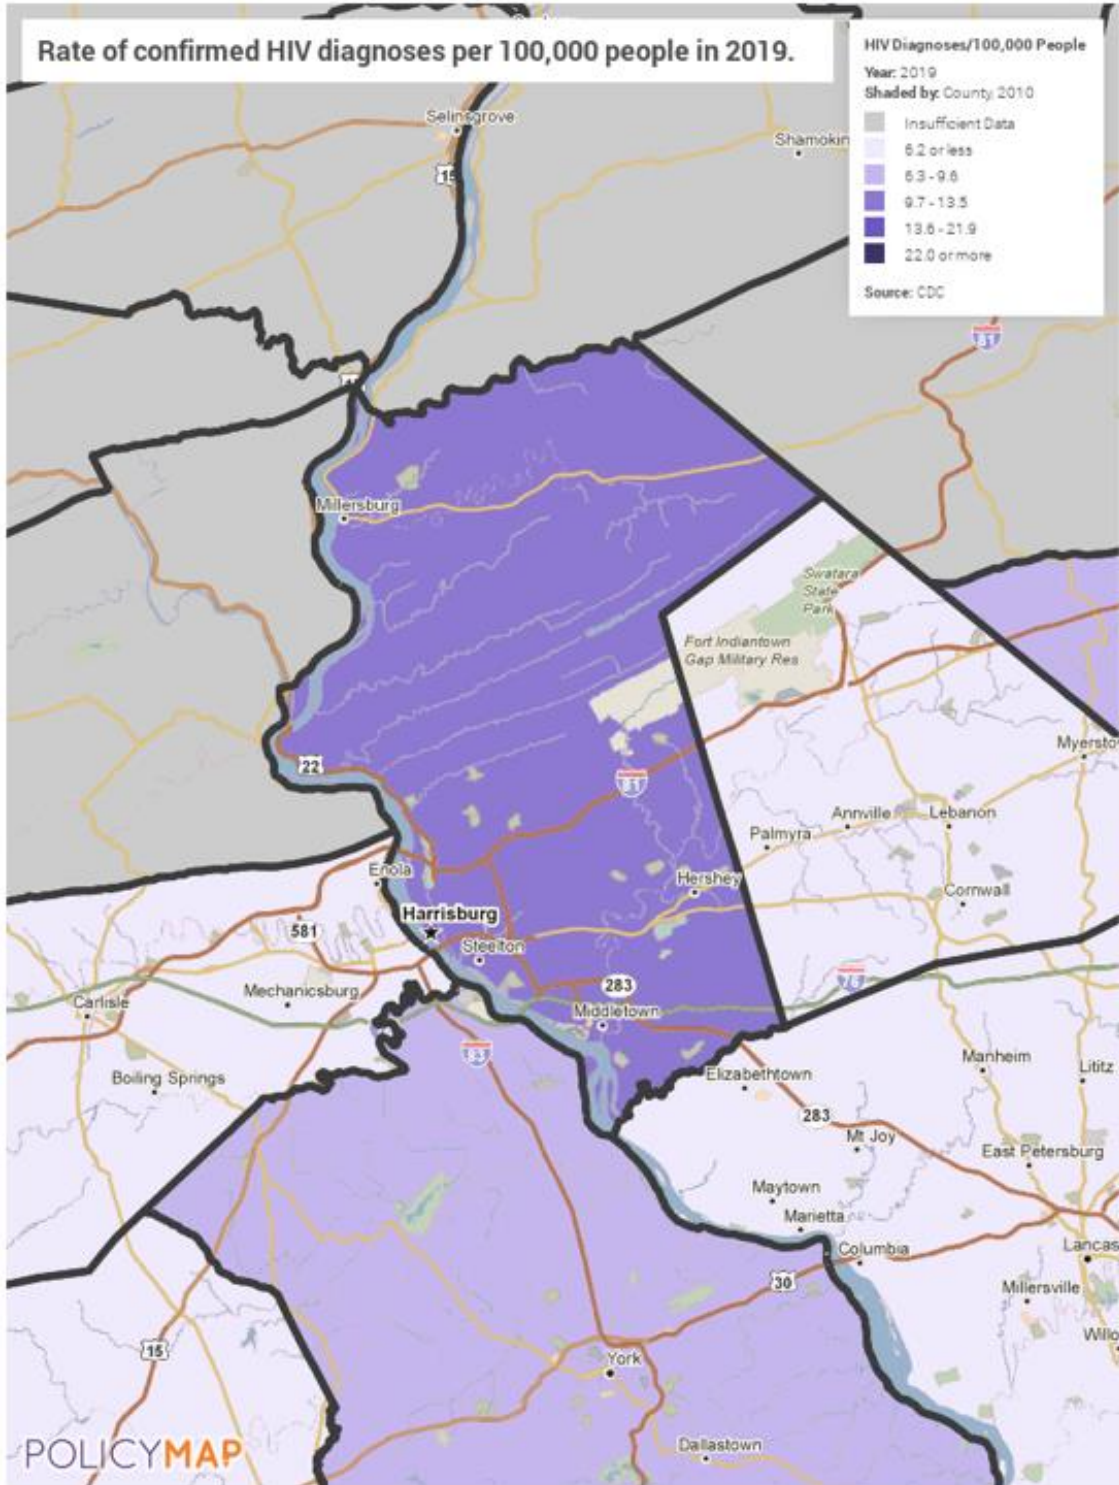 Rate of confirmed HIV diagnoses per 100,000 people in 2019.
HIV Diagnoses/100,000 People
Year: 2019
Shaded by: County, 2010
Insufficient Data
6.2 or less
6.3 - 9.6
9.7 - 13.5
13.6 - 21.9
22.0 or more
Source: CDC
Selinsgrove
Shamokin
15
81
Millersburg
Swatara
State
Park
Fort Indiantown
Gap Military Res
22
Myersto
Annville
Lebanon
Palmyra
Enola
Hershey
Cornwall
Harrisburg
581
Steelton
283
76
Mechanicsburg
Carlisle
Middletown
Manheim
Lititz
Boiling Springs
Elizabethtown
283
Mt Joy
East Petersburg
Maytown
Marietta
Columbia
Lancas
30
Millersville
Willo
15
York
Dallastown
POLICYMAP